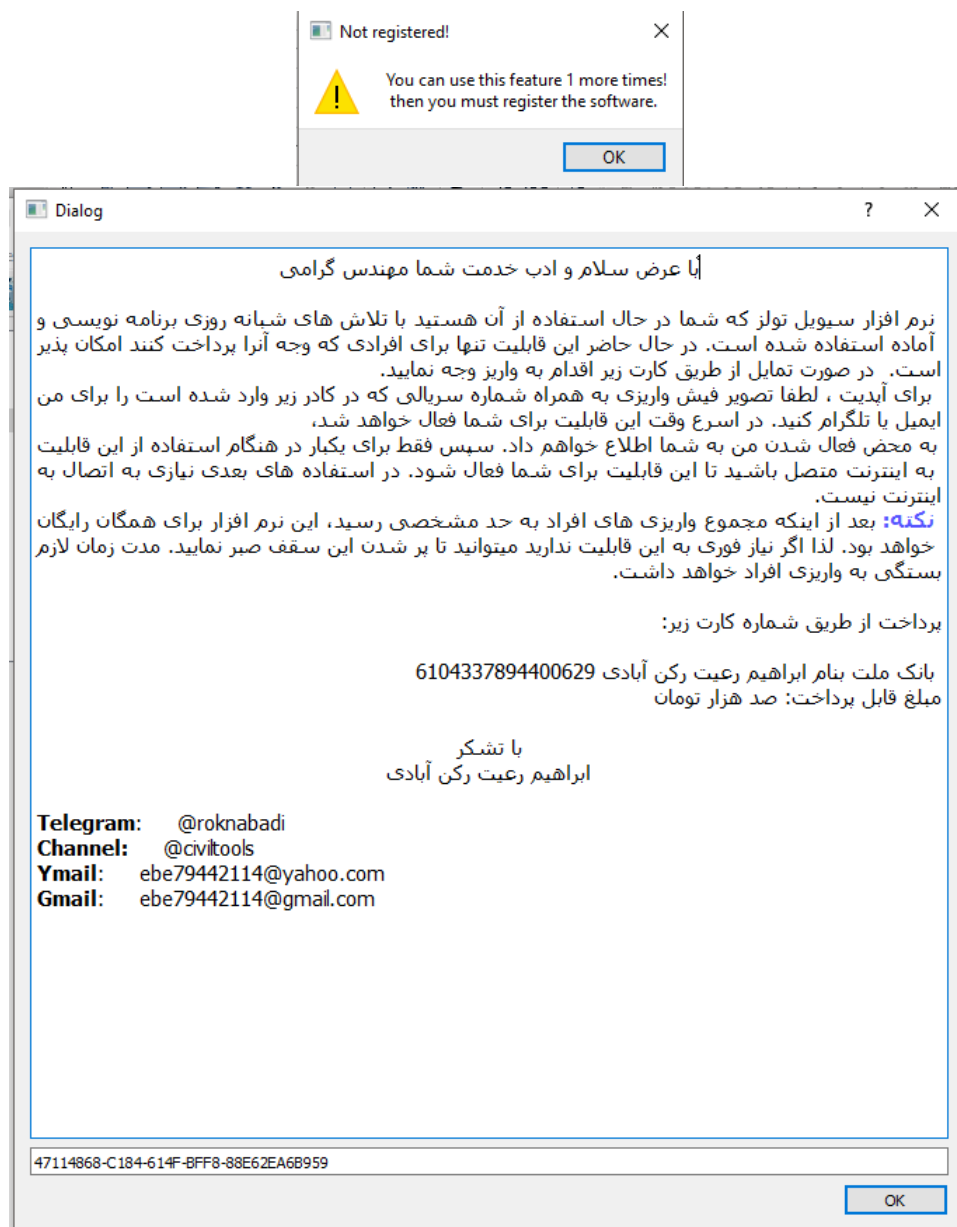 Not registered!
You can use this feature 1 more times!
then you must register the software.
OK
Dialog
با عرض سلام و ادب خدمت شما مهندس گرامی
نرم افزار سیویل تولز که شما در حال استفاده از آن هستید با تلاش های شبانه روزی برنامه نویسی و
آماده استفاده شده است. در حال حاضر این قابلیت تنها برای افرادی که وجه آنرا پرداخت کنند امکان پذیر
است. در صورت تمایل از طریق کارت زیر اقدام به واریز وجه نمایید.
برای آپدیت ، لطفا تصویر فیش واریزی به همراه شماره سریالی که در کادر زیر وارد شده است را برای من
ایمیل یا تلگرام کنید. در اسرع وقت این قابلیت برای شما فعال خواهد شد،
به محض فعال شدن من به شما اطلاع خواهم داد. سپس فقط برای یکبار در هنگام استفاده از این قابلیت
به اینترنت متصل باشید تا این قابلیت برای شما فعال شود. در استفاده های بعدی نیازی به اتصال به
اینترنت نیست.
نکته: بعد از اینکه مجموع واریزی های افراد به حد مشخصی رسید، این نرم افزار برای همگان رایگان
خواهد بود. لذا اگر نیاز فوری به این قابلیت ندارید میتوانید تا پر شدن این سقف صبر نمایید. مدت زمان لازم
بستگی به واریزی افراد خواهد داشت.
پرداخت از طریق شماره کارت زیر:
بانک ملت بنام ابراهیم رعیت رکن آبادی 6104337894400629
مبلغ قابل پرداخت: صد هزار تومان
با تشکر
ابراهیم رعیت رکن آبادی
Telegram: @roknabadi
Channel: @civiltools
Ymail: ebe79442114@yahoo.com
Gmail: ebe79442114@gmail.com
47114868-C184-614F-BFF8-88E62EA6B959
OK